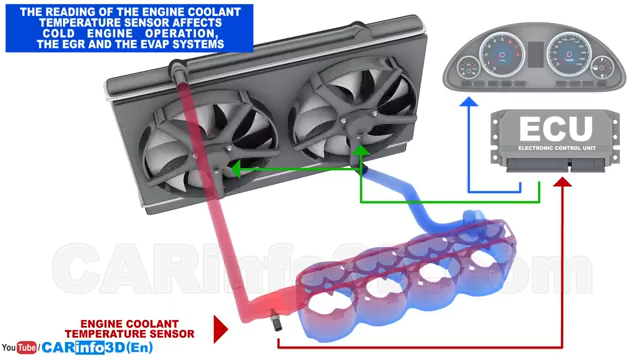 THE READING OF THE ENGINE COOLANT
TEMPERATURE SENSOR AFFECTS
COLD ENGINE OPERATION,
THE EGR AND THE EVAP SYSTEMS
ECU
ELECTRONIC CONTROL UNIT
ENGINE COOLANT
TEMPERATURE SENSOR
YouTube/CARinfo3D(En)